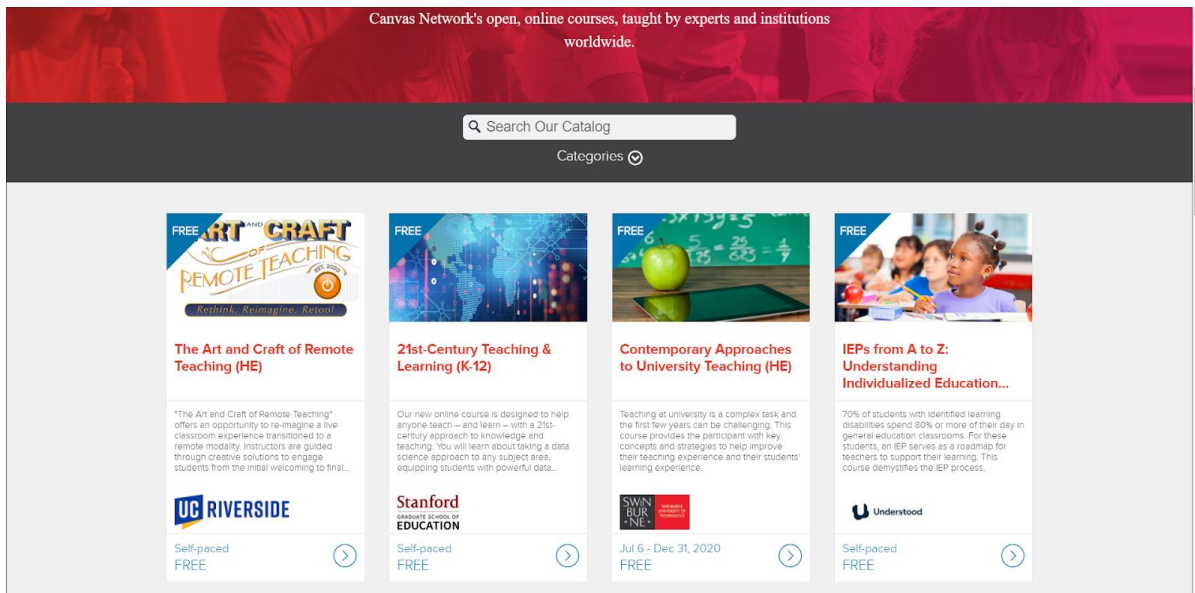 Canvas Network's open, online courses, taught by experts and institutions
worldwide.
Search Our Catalog
Categories
FREE
ART AND CRAFT
OF
REMOTE TEACHING
EST. 2020
Rethink, Reimagine, Retool
The Art and Craft of Remote
Teaching (HE)
"The Art and Craft of Remote Teaching"
offers an opportunity to re-imagine a live
classroom experience transitioned to a
remote modality. Instructors are guided
through creative solutions to engage
students from the initial welcoming to final...
UC RIVERSIDE
Self-paced
FREE
FREE
21st-Century Teaching &
Learning (K-12)
Our new online course is designed to help
anyone teach – and learn – with a 21st-
century approach to knowledge and
teaching. You will learn about taking a data
science approach to any subject area,
equipping students with powerful data...
Stanford
GRADUATE SCHOOL OF
EDUCATION
Self-paced
FREE
FREE
Contemporary Approaches
to University Teaching (HE)
Teaching at university is a complex task and
the first few years can be challenging. This
course provides the participant with key
concepts and strategies to help improve
their teaching experience and their students'
learning experience.
SWIN
BUR
* NE *
SWINBURNE
UNIVERSITY OF
TECHNOLOGY
Jul 6 - Dec 31, 2020
FREE
FREE
IEPs from A to Z:
Understanding
Individualized Education...
70% of students with identified learning
disabilities spend 80% or more of their day in
general education classrooms. For these
students, an IEP serves as a roadmap for
teachers to support their learning. This
course demystifies the IEP process.
Understood
Self-paced
FREE